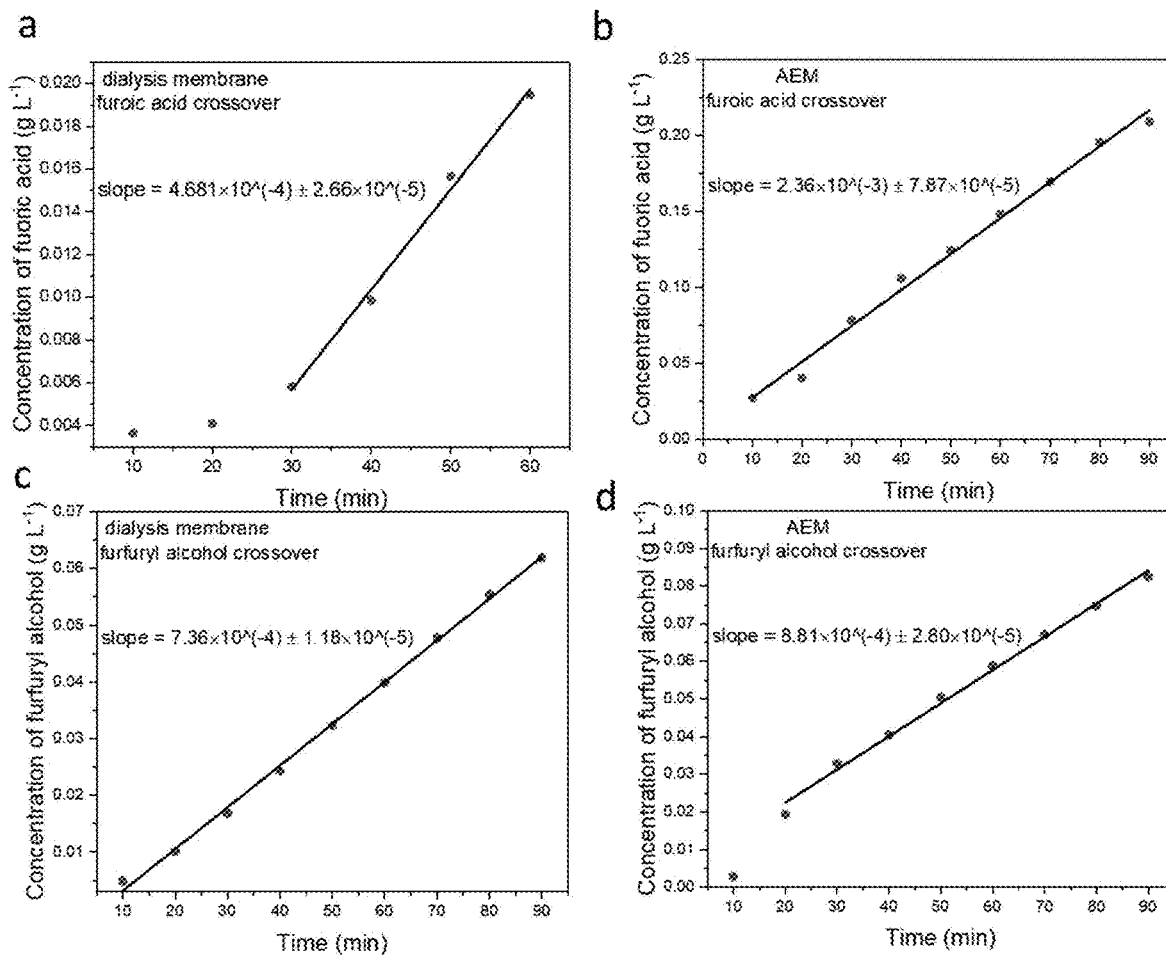 a
dialysis membrane
furoic acid crossover
slope = 4.681×10^(-4) ± 2.66×10^(-5)
Concentration of fuoric acid (g L⁻¹)
0.020
0.018
0.016
0.014
0.012
0.010
0.008
0.006
0.004
10 20 30 40 50 60
Time (min)
b
AEM
furoic acid crossover
slope = 2.36×10^(-3) ± 7.87×10^(-5)
Concentration of fuoric acid (g L⁻¹)
0.25
0.20
0.15
0.10
0.05
0.00
0 10 20 30 40 50 60 70 80 90
Time (min)
c
dialysis membrane
furfuryl alcohol crossover
slope = 7.36×10^(-4) ± 1.18×10^(-5)
Concentration of furfuryl alcohol (g L⁻¹)
0.07
0.06
0.05
0.04
0.03
0.02
0.01
10 20 30 40 50 60 70 80 90
Time (min)
d
AEM
furfuryl alcohol crossover
slope = 8.81×10^(-4) ± 2.80×10^(-5)
Concentration of furfuryl alcohol (g L⁻¹)
0.10
0.09
0.08
0.07
0.06
0.05
0.04
0.03
0.02
0.01
0.00
10 20 30 40 50 60 70 80 90
Time (min)